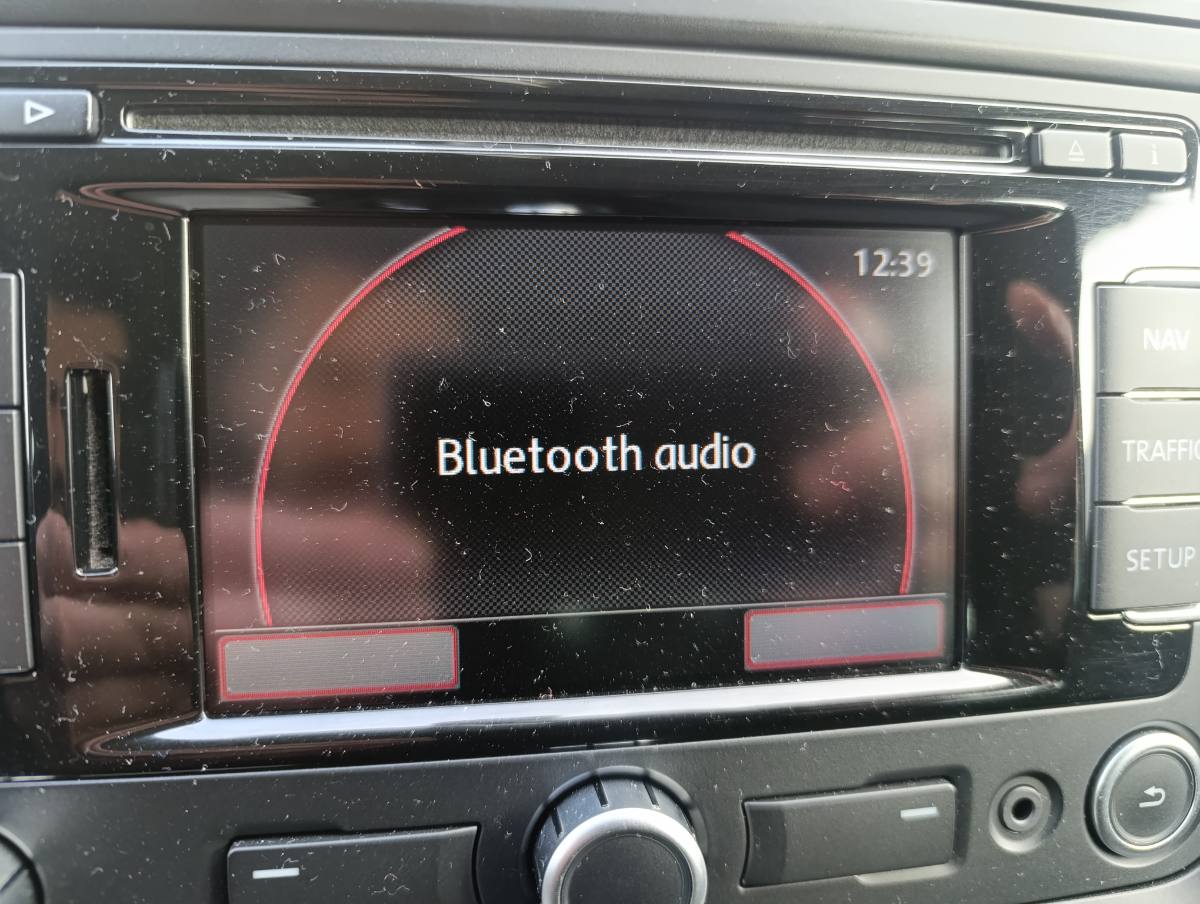 i
12:39
NAV
Bluetooth audio
TRAFFIC
SETUP